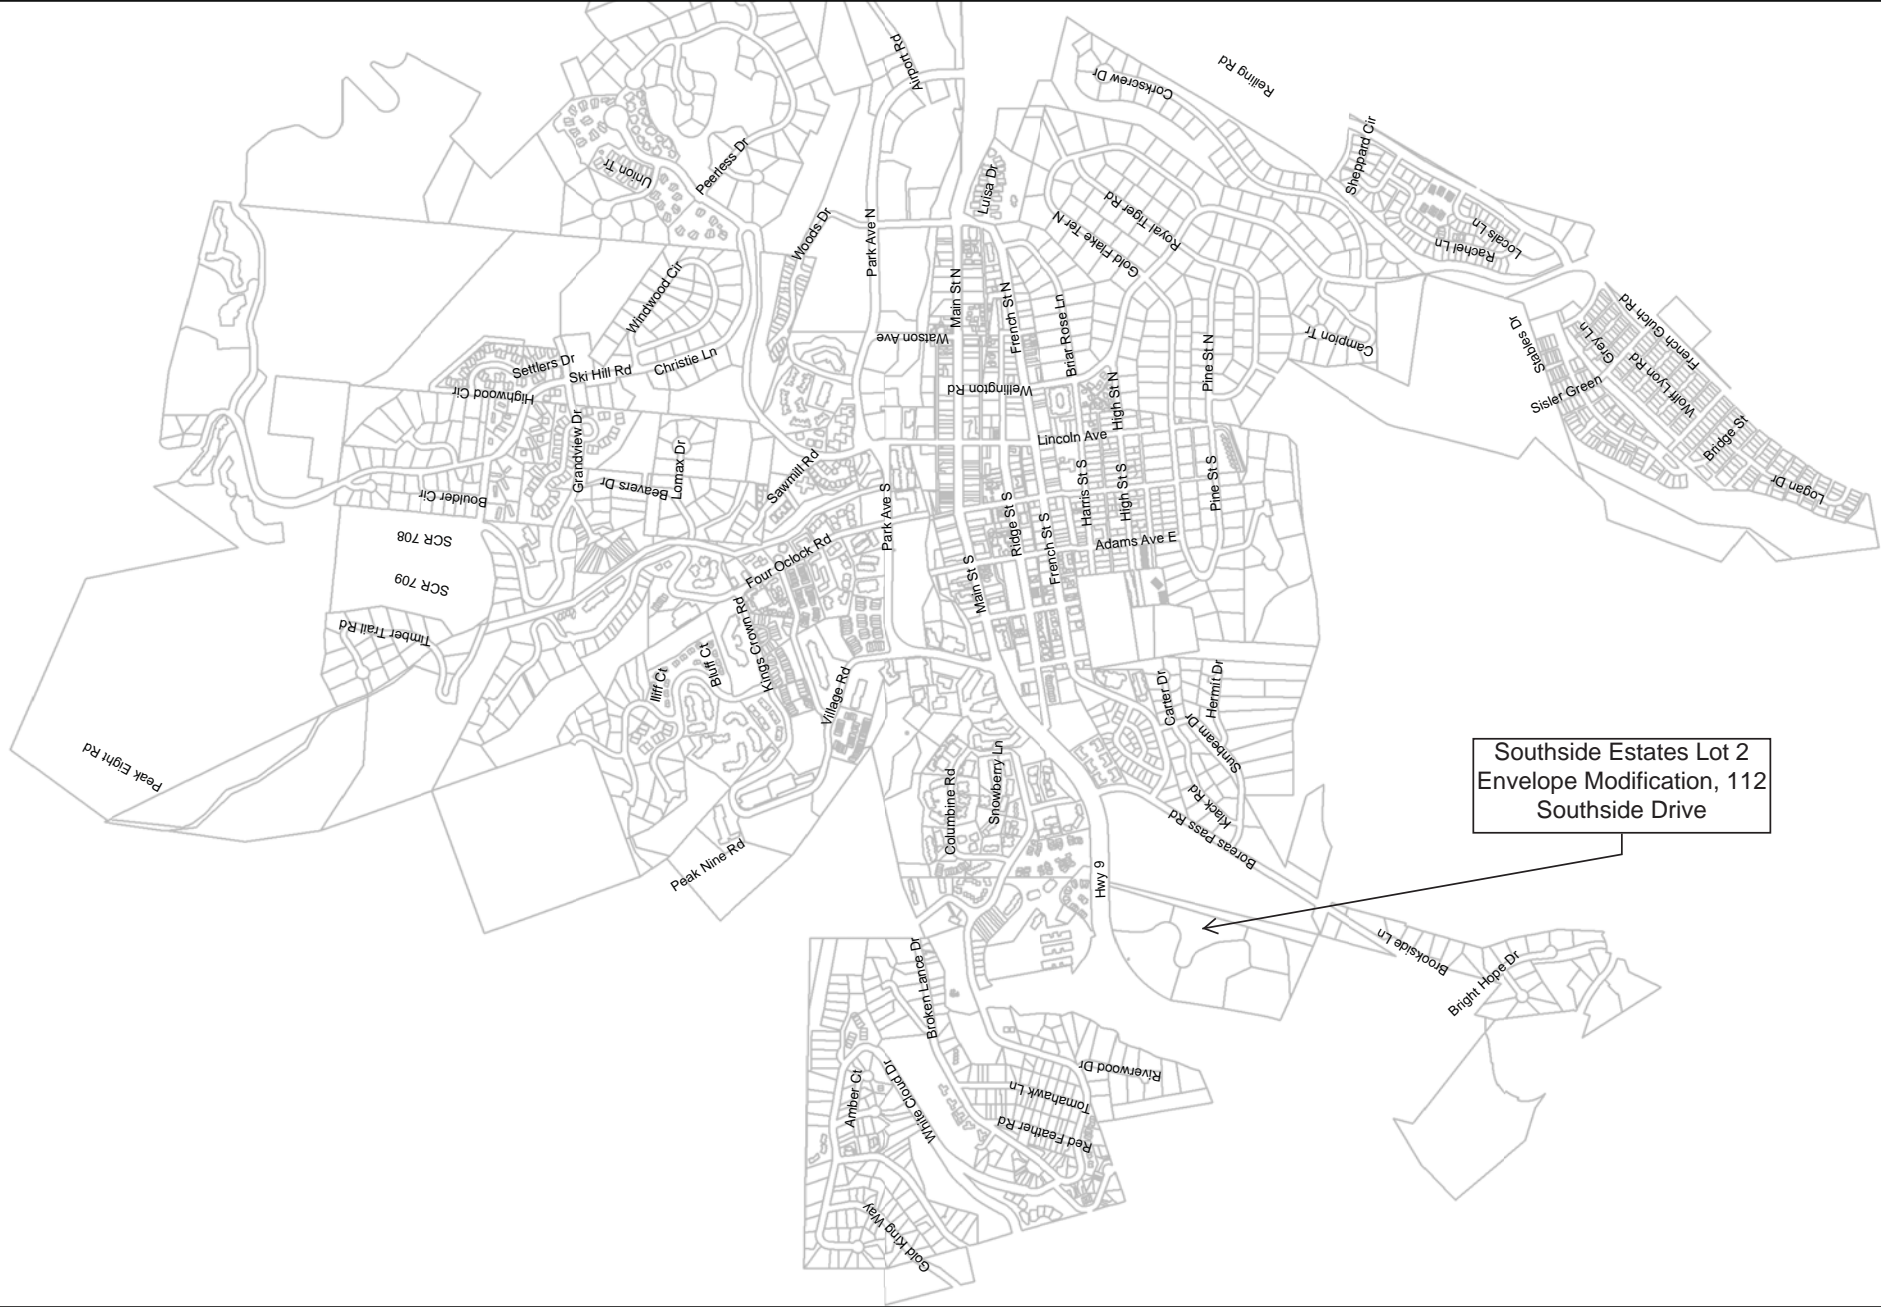 Airport Rd
Reiling Rd
Corkscrew Dr
Sheppard Cir
Union Tr
Peerless Dr
Luisa Dr
Woods Dr
Park Ave N
Royal Tiger Rd
Gold Flake Ter N
Locals Ln
Rachel Ln
Windwood Cir
Main St N
French St N
Briar Rose Ln
Watson Ave
Pine St N
Campion Tr
Stables Dr
Grey Ln
French Gulch Rd
Wolff Lyon Rd
Sisler Green
Settlers Dr
Ski Hill Rd
Christie Ln
Highwood Cir
Wellington Rd
High St N
Grandview Dr
Lomax Dr
Beavers Dr
Sawmill Rd
Lincoln Ave
Bridge St
Logan Dr
Boulder Cir
Park Ave S
Harris St S
High St S
Pine St S
Ridge St S
French St S
Adams Ave E
SCR 708
SCR 709
Four Oclock Rd
Main St S
Timber Trail Rd
Kings Crown Rd
Bluff Ct
Iliff Ct
Village Rd
Carter Dr
Hermit Dr
Sunbeam Dr
Peak Eight Rd
Columbine Rd
Snowberry Ln
Klack Rd
Boreas Pass Rd
Southside Estates Lot 2
Envelope Modification, 112
Southside Drive
Peak Nine Rd
Hwy 9
Brookside Ln
Bright Hope Dr
Broken Lance Dr
Riverwood Dr
Tomahawk Ln
Red Feather Rd
Amber Ct
White Cloud Dr
Gold King Way